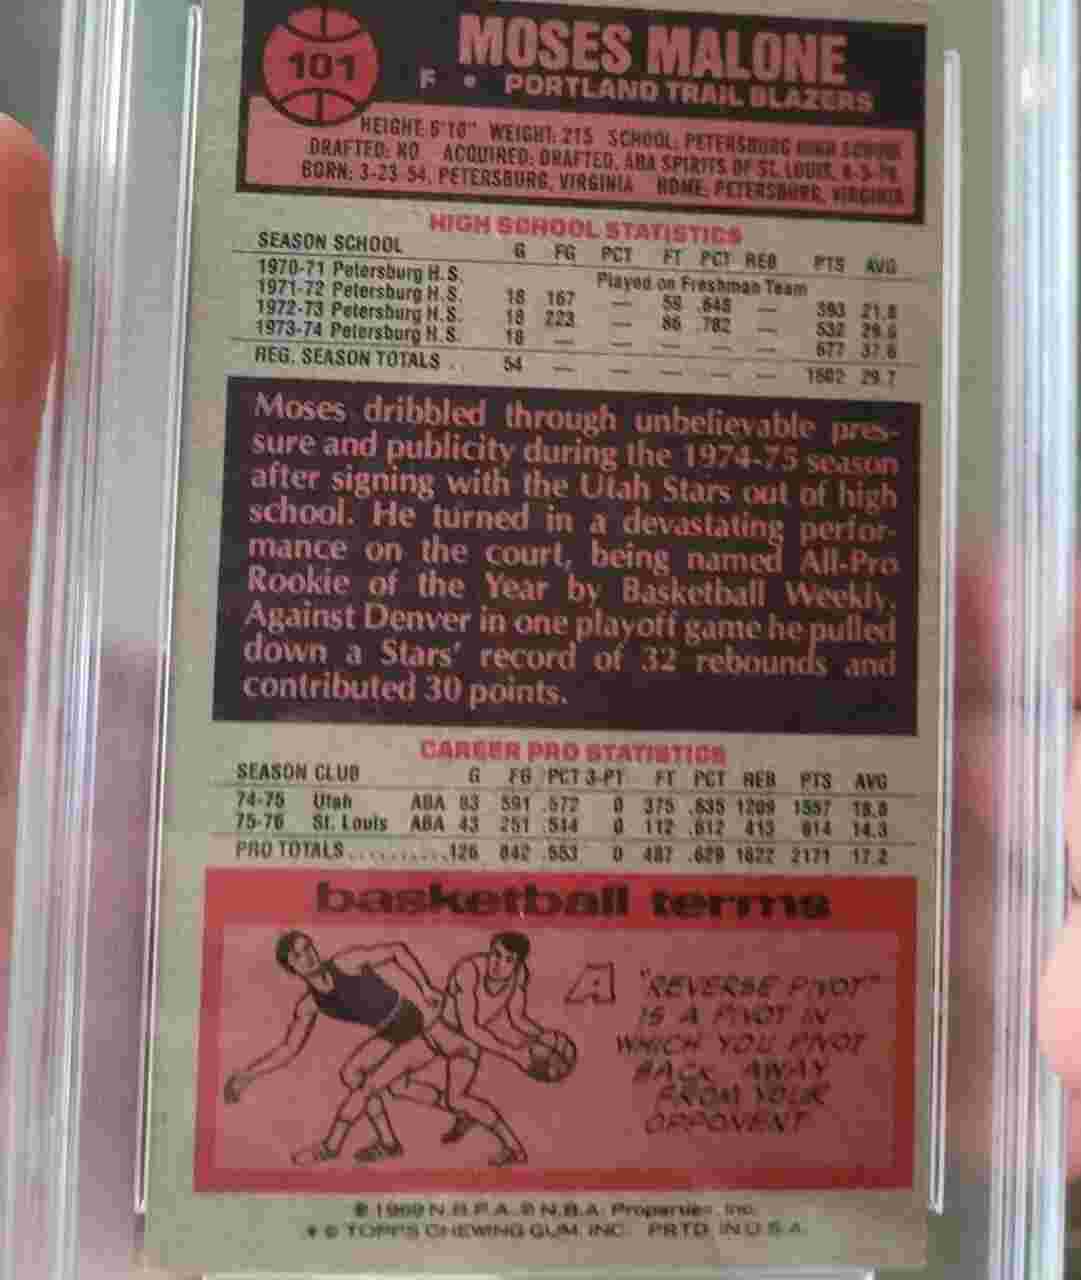 101
MOSES MALONE
F • PORTLAND TRAIL BLAZERS
HEIGHT: 6'10" WEIGHT: 215 SCHOOL: PETERSBURG HIGH SCHOOL
DRAFTED: NO ACQUIRED: DRAFTED, ABA SPIRITS OF ST. LOUIS, 8-5-76
BORN: 3-23-54, PETERSBURG, VIRGINIA HOME: PETERSBURG, VIRGINIA
HIGH SCHOOL STATISTICS
SEASON SCHOOL G FG PCT FT PCT REB PTS AVG
1970-71 Petersburg H.S. Played on Freshman Team
1971-72 Petersburg H.S. 18 167 — 59 .648 — 393 21.8
1972-73 Petersburg H.S. 18 223 — 86 .782 — 532 29.6
1973-74 Petersburg H.S. 18 — — — — — 677 37.6
REG. SEASON TOTALS . . 54 — — — — — 1602 29.7
Moses dribbled through unbelievable pres-
sure and publicity during the 1974-75 season
after signing with the Utah Stars out of high
school. He turned in a devastating perfor-
mance on the court, being named All-Pro
Rookie of the Year by Basketball Weekly.
Against Denver in one playoff game he pulled
down a Stars' record of 32 rebounds and
contributed 30 points.
CAREER PRO STATISTICS
SEASON CLUB G FG PCT 3-PT FT PCT REB PTS AVG
74-75 Utah ABA 83 591 .572 0 375 .635 1209 1557 18.8
75-76 St. Louis ABA 43 251 .514 0 112 .612 413 614 14.3
PRO TOTALS..........126 842 .553 0 487 .629 1622 2171 17.2
basketball terms
A "REVERSE PIVOT"
IS A PIVOT IN
WHICH YOU PIVOT
BACK AWAY
FROM YOUR
OPPONENT
© 1969 N.B.P.A. © N.B.A. Properties, Inc.
* © TOPPS CHEWING GUM, INC. PRTD. IN U.S.A.